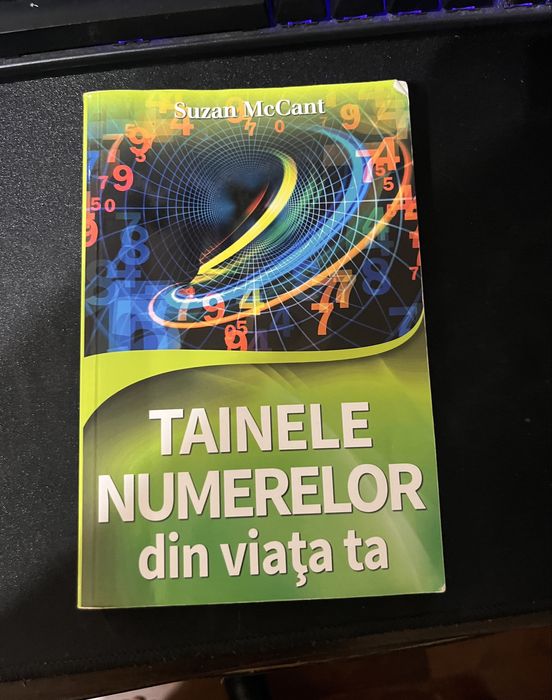 Suzan McCant
TAINELE
NUMERELOR
din viaţa ta